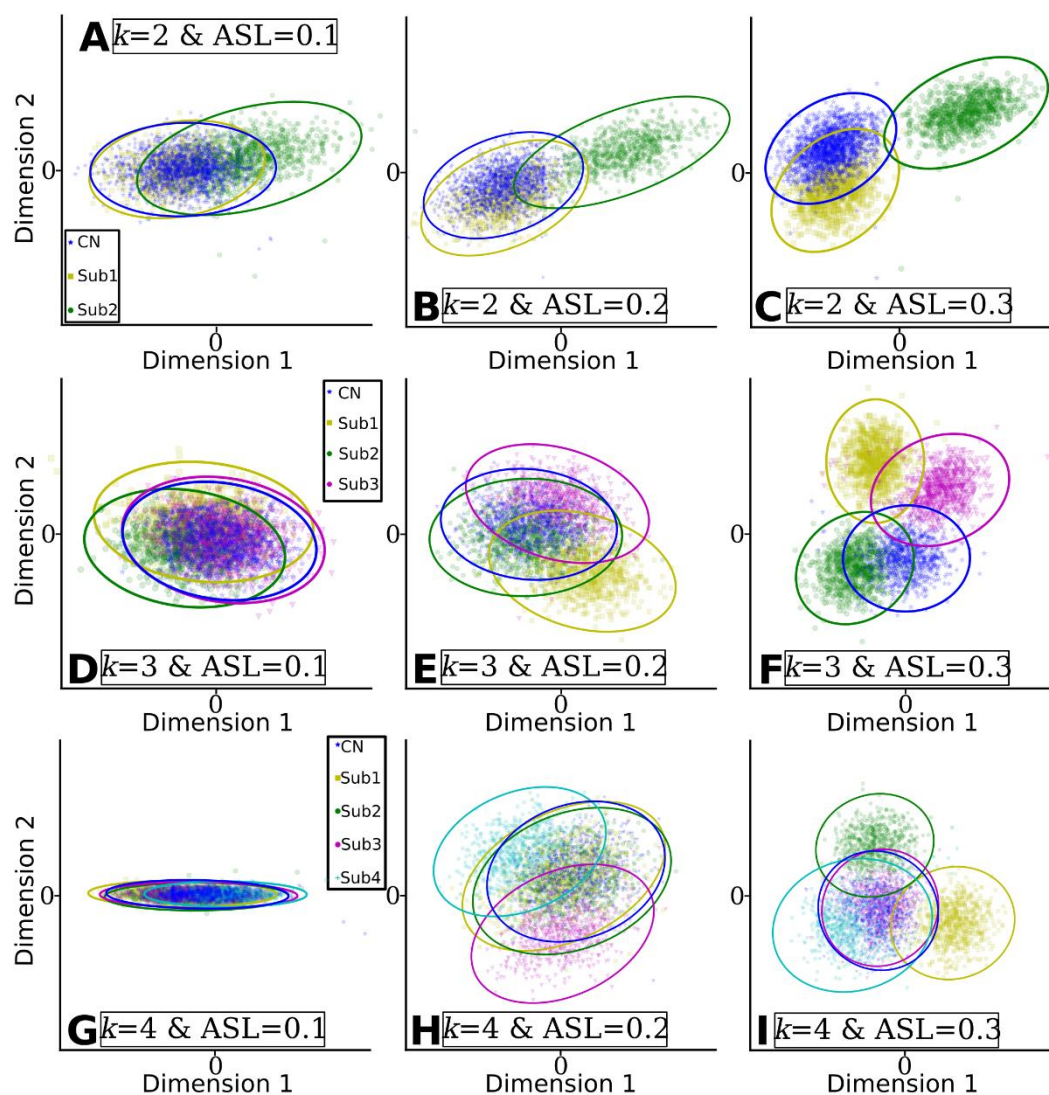 A k=2 & ASL=0.1
Dimension 2
0
CN
Sub1
Sub2
0
Dimension 1
B k=2 & ASL=0.2
0
0
Dimension 1
C k=2 & ASL=0.3
0
0
Dimension 1
CN
Sub1
Sub2
Sub3
Dimension 2
0
D k=3 & ASL=0.1
0
Dimension 1
0
E k=3 & ASL=0.2
0
Dimension 1
0
F k=3 & ASL=0.3
0
Dimension 1
CN
Sub1
Sub2
Sub3
Sub4
Dimension 2
0
G k=4 & ASL=0.1
0
Dimension 1
0
H k=4 & ASL=0.2
0
Dimension 1
0
I k=4 & ASL=0.3
0
Dimension 1